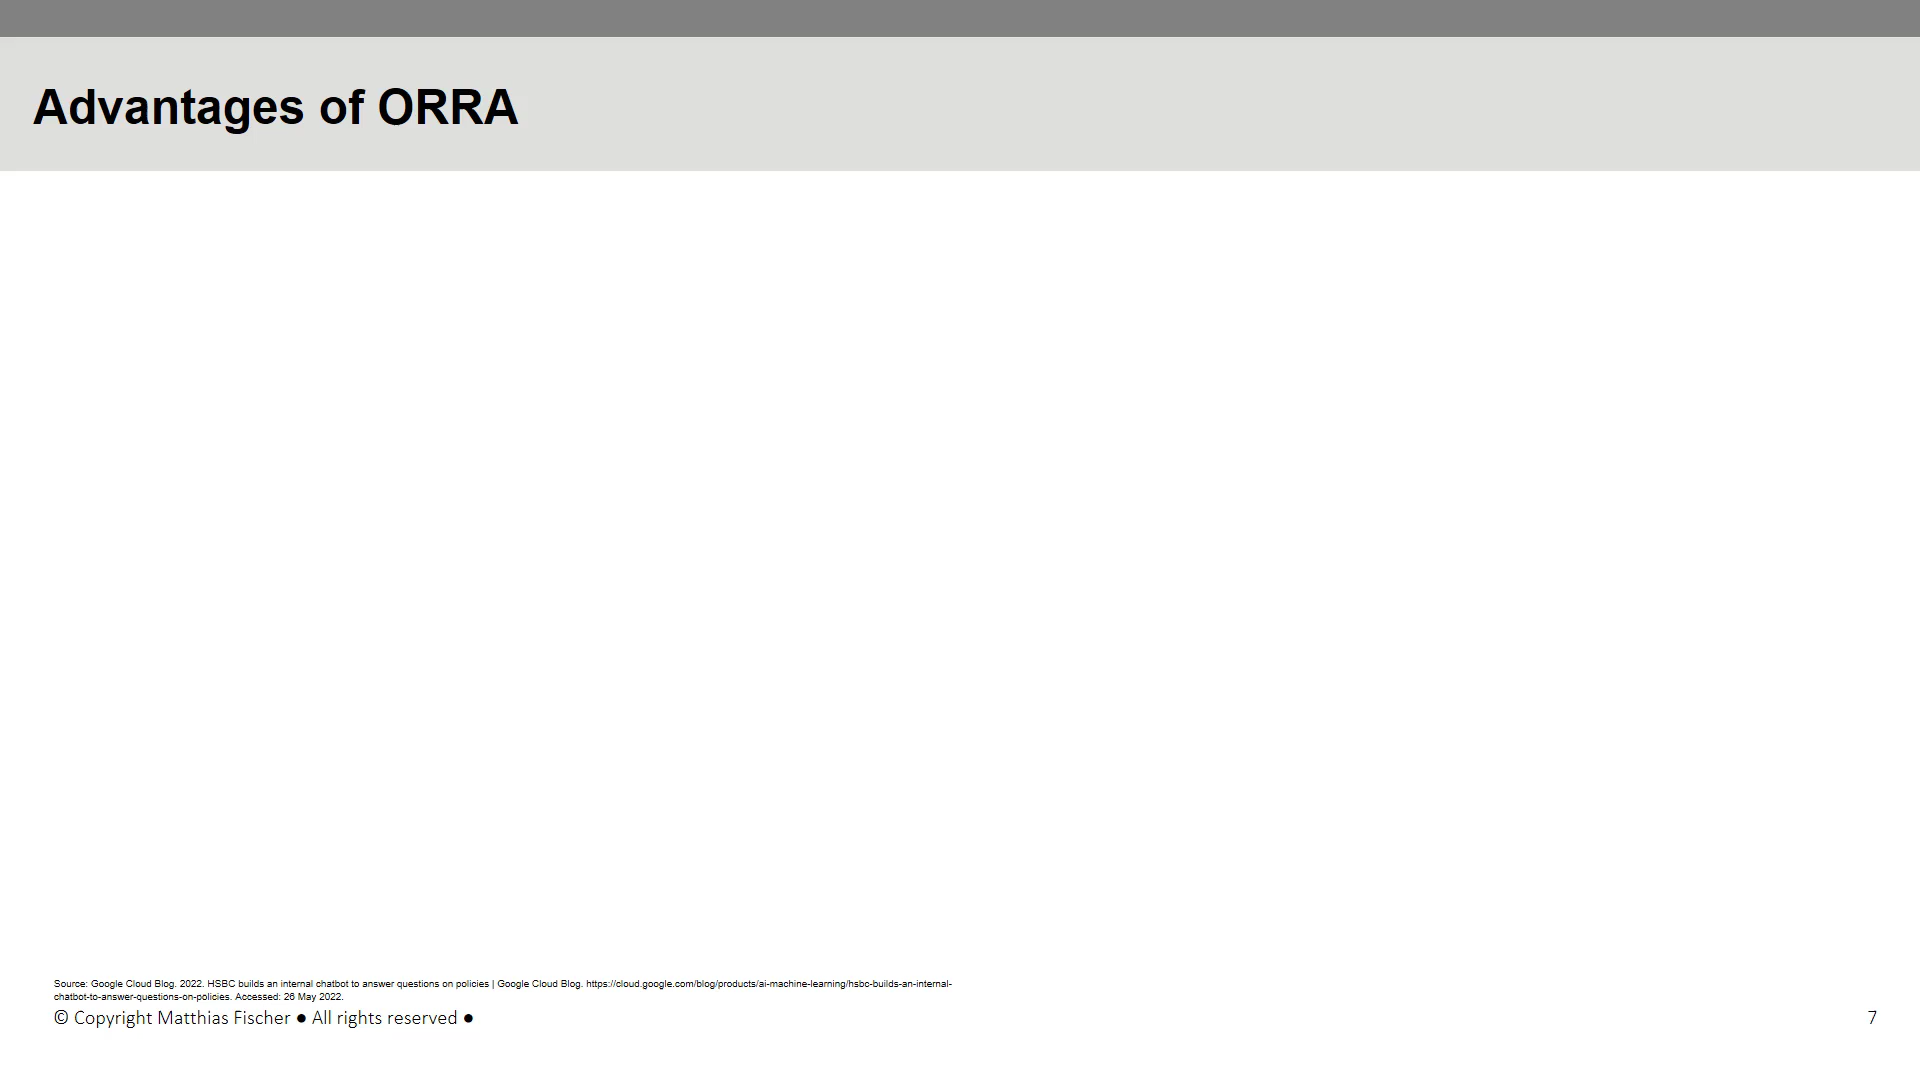 Advantages of ORRA
Source: Google Cloud Blog. 2022. HSBC builds an internal chatbot to answer questions on policies | Google Cloud Blog. https://cloud.google.com/blog/products/ai-machine-learning/hsbc-builds-an-internal-
chatbot-to-answer-questions-on-policies. Accessed: 26 May 2022.
© Copyright Matthias Fischer ● All rights reserved ●
7